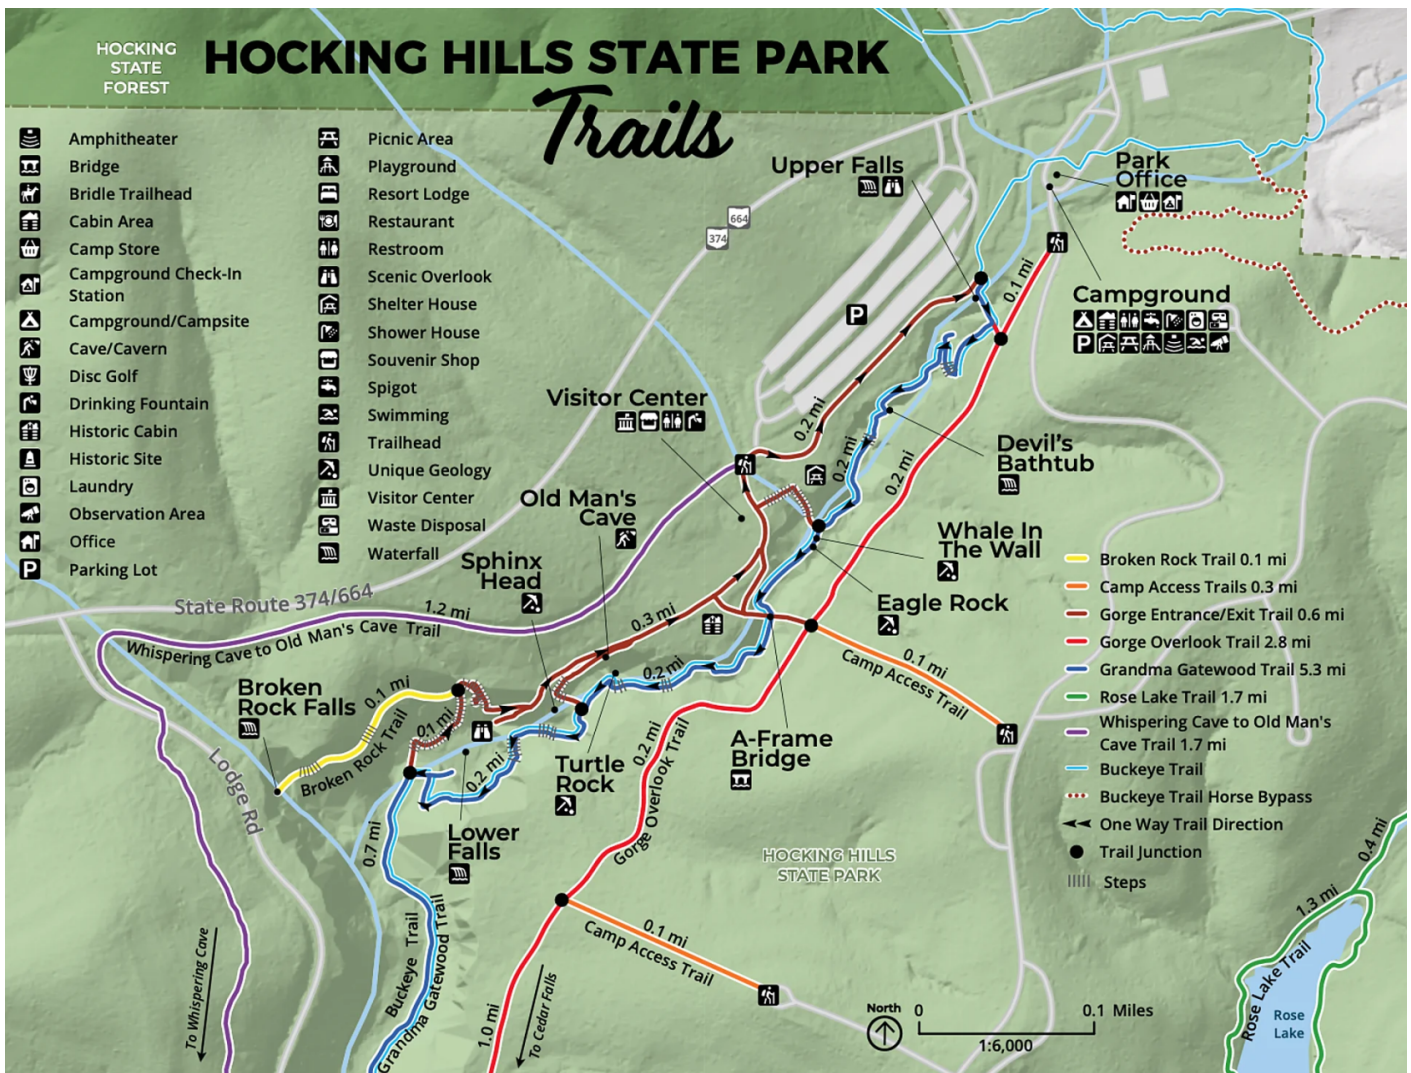 HOCKING
STATE
FOREST
HOCKING HILLS STATE PARK
Trails
Amphitheater
Bridge
Bridle Trailhead
Cabin Area
Camp Store
Campground Check-In
Station
Campground/Campsite
Cave/Cavern
Disc Golf
Drinking Fountain
Historic Cabin
Historic Site
Laundry
Observation Area
Office
P
Parking Lot
Picnic Area
Playground
Resort Lodge
Restaurant
Restroom
Scenic Overlook
Shelter House
Shower House
Souvenir Shop
Spigot
Swimming
Trailhead
Unique Geology
Visitor Center
Waste Disposal
Waterfall
664
374
Upper Falls
Park
Office
0.1 mi
Campground
P
P
Visitor Center
0.2 mi
0.2 mi
0.2 mi
Devil's
Bathtub
Old Man's
Cave
Whale In
The Wall
Sphinx
Head
Eagle Rock
State Route 374/664
1.2 mi
Whispering Cave to Old Man's Cave Trail
0.3 mi
0.2 mi
0.1 mi
Camp Access Trail
Broken
Rock Falls
0.1 mi
Broken Rock Trail
0.1 mi
0.2 mi
Turtle
Rock
0.2 mi
Gorge Overlook Trail
A-Frame
Bridge
Lodge Rd
Lower
Falls
0.7 mi
HOCKING HILLS
STATE PARK
Buckeye Trail
Grandma Gatewood Trail
0.1 mi
Camp Access Trail
To Whispering Cave
1.0 mi
To Cedar Falls
Broken Rock Trail 0.1 mi
Camp Access Trails 0.3 mi
Gorge Entrance/Exit Trail 0.6 mi
Gorge Overlook Trail 2.8 mi
Grandma Gatewood Trail 5.3 mi
Rose Lake Trail 1.7 mi
Whispering Cave to Old Man's
Cave Trail 1.7 mi
Buckeye Trail
Buckeye Trail Horse Bypass
One Way Trail Direction
Trail Junction
Steps
0.4 mi
1.3 mi
Rose Lake Trail
Rose
Lake
North
0
0.1 Miles
1:6,000